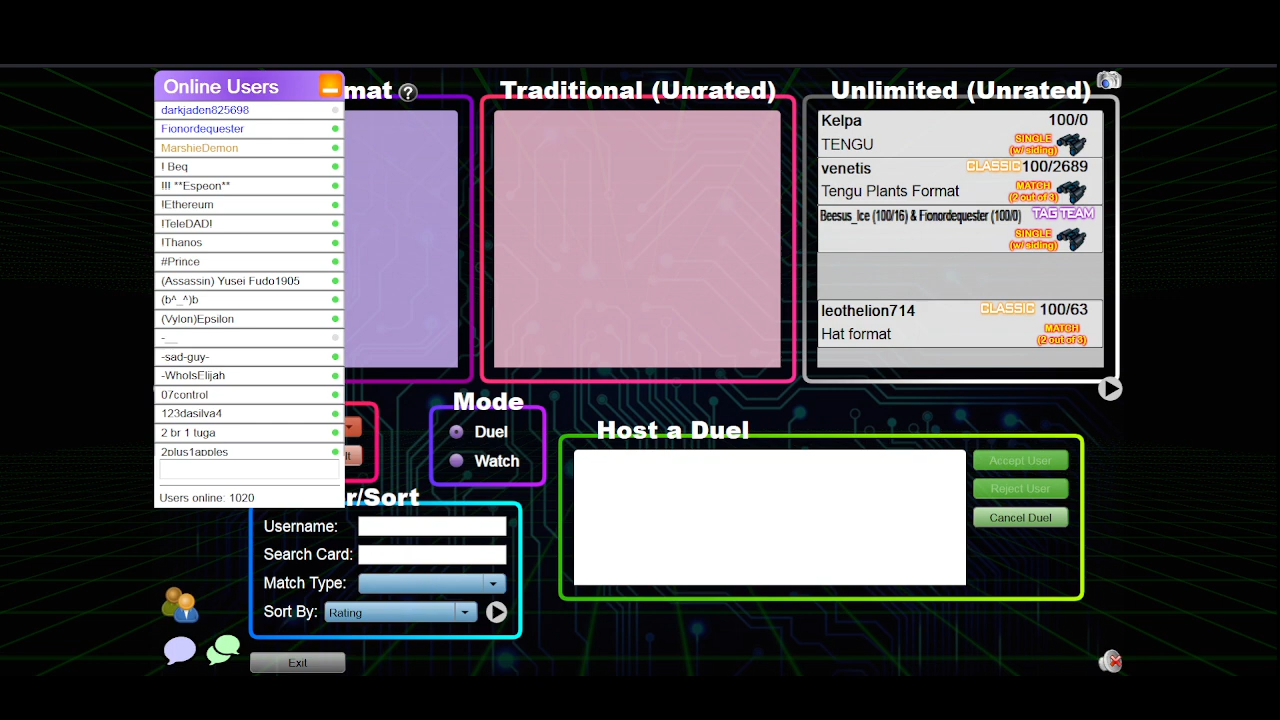 Online Users
darkjaden825698
Fionordequester
MarshieDemon
! Beq
!!! **Espeon**
!Ethereum
!TeleDAD!
!Thanos
#Prince
(Assassin) Yusei Fudo1905
(b^_^)b
(Vylon)Epsilon
-__
-sad-guy-
-WhoIsElijah
07control
123dasilva4
2 br 1 tuga
2plus1apples
Users online: 1020
mat ?
Traditional (Unrated)
Unlimited (Unrated)
Kelpa 100/0
TENGU SINGLE
(w/ siding)
venetis CLASSIC 100/2689
Tengu Plants Format MATCH
(2 out of 3)
Beesus_Ice (100/16) & Fionordequester (100/0) TAG TEAM
SINGLE
(w/ siding)
leothelion714 CLASSIC 100/63
Hat format MATCH
(2 out of 3)
Mode
Duel
Watch
Host a Duel
Accept User
Reject User
Cancel Duel
r/Sort
Username:
Search Card:
Match Type:
Sort By: Rating
Exit